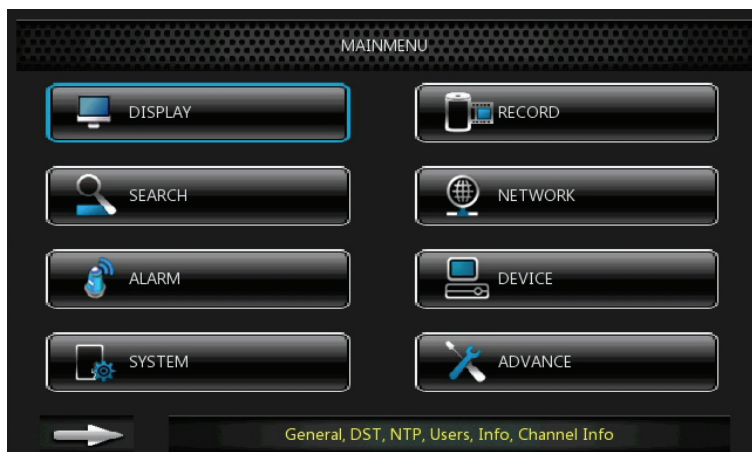 MAINMENU
DISPLAY
RECORD
SEARCH
NETWORK
ALARM
DEVICE
SYSTEM
ADVANCE
General, DST, NTP, Users, Info, Channel Info